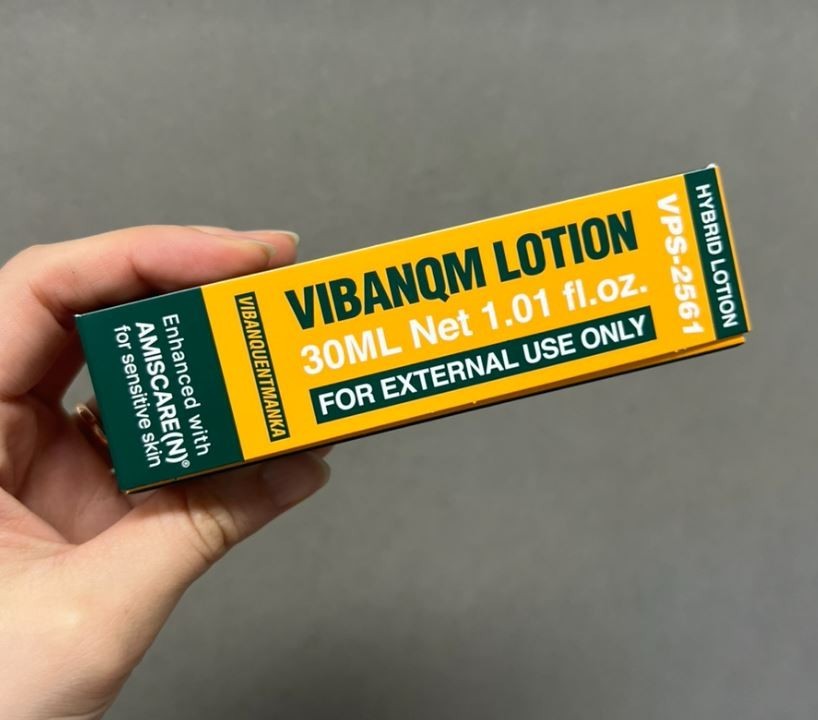 Enhanced with
AMISCARE(N)®
for sensitive skin
VIBANQUENTMANKA
VIBANQM LOTION
30ML Net 1.01 fl.oz.
FOR EXTERNAL USE ONLY
VPS-2561
HYBRID LOTION